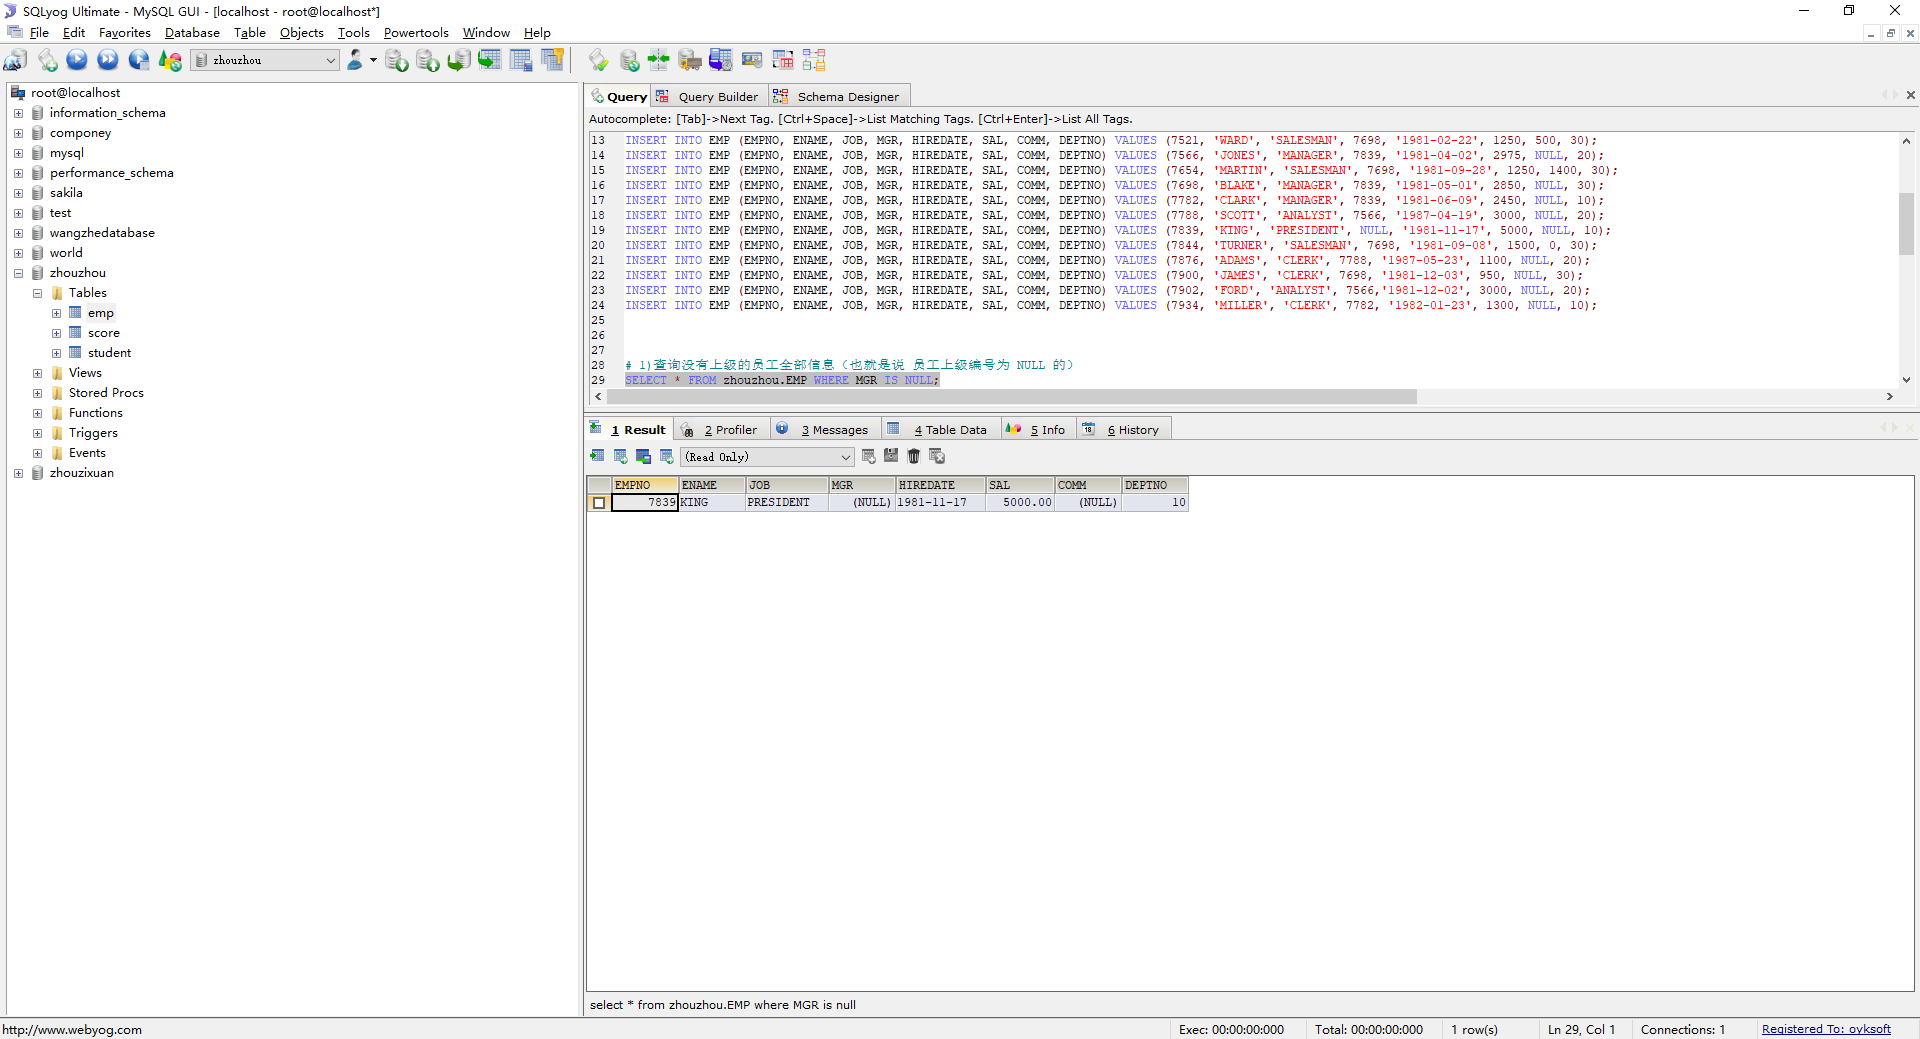 SQLyog Ultimate - MySQL GUI - [localhost - root@localhost*]
File Edit Favorites Database Table Objects Tools Powertools Window Help
zhouzhou
root@localhost
information_schema
componey
mysql
performance_schema
sakila
test
wangzhedatabase
world
zhouzhou
Tables
emp
score
student
Views
Stored Procs
Functions
Triggers
Events
zhouzixuan
Query Query Builder Schema Designer
Autocomplete: [Tab]->Next Tag. [Ctrl+Space]->List Matching Tags. [Ctrl+Enter]->List All Tags.
13 INSERT INTO EMP (EMPNO, ENAME, JOB, MGR, HIREDATE, SAL, COMM, DEPTNO) VALUES (7521, 'WARD', 'SALESMAN', 7698, '1981-02-22', 1250, 500, 30);
14 INSERT INTO EMP (EMPNO, ENAME, JOB, MGR, HIREDATE, SAL, COMM, DEPTNO) VALUES (7566, 'JONES', 'MANAGER', 7839, '1981-04-02', 2975, NULL, 20);
15 INSERT INTO EMP (EMPNO, ENAME, JOB, MGR, HIREDATE, SAL, COMM, DEPTNO) VALUES (7654, 'MARTIN', 'SALESMAN', 7698, '1981-09-28', 1250, 1400, 30);
16 INSERT INTO EMP (EMPNO, ENAME, JOB, MGR, HIREDATE, SAL, COMM, DEPTNO) VALUES (7698, 'BLAKE', 'MANAGER', 7839, '1981-05-01', 2850, NULL, 30);
17 INSERT INTO EMP (EMPNO, ENAME, JOB, MGR, HIREDATE, SAL, COMM, DEPTNO) VALUES (7782, 'CLARK', 'MANAGER', 7839, '1981-06-09', 2450, NULL, 10);
18 INSERT INTO EMP (EMPNO, ENAME, JOB, MGR, HIREDATE, SAL, COMM, DEPTNO) VALUES (7788, 'SCOTT', 'ANALYST', 7566, '1987-04-19', 3000, NULL, 20);
19 INSERT INTO EMP (EMPNO, ENAME, JOB, MGR, HIREDATE, SAL, COMM, DEPTNO) VALUES (7839, 'KING', 'PRESIDENT', NULL, '1981-11-17', 5000, NULL, 10);
20 INSERT INTO EMP (EMPNO, ENAME, JOB, MGR, HIREDATE, SAL, COMM, DEPTNO) VALUES (7844, 'TURNER', 'SALESMAN', 7698, '1981-09-08', 1500, 0, 30);
21 INSERT INTO EMP (EMPNO, ENAME, JOB, MGR, HIREDATE, SAL, COMM, DEPTNO) VALUES (7876, 'ADAMS', 'CLERK', 7788, '1987-05-23', 1100, NULL, 20);
22 INSERT INTO EMP (EMPNO, ENAME, JOB, MGR, HIREDATE, SAL, COMM, DEPTNO) VALUES (7900, 'JAMES', 'CLERK', 7698, '1981-12-03', 950, NULL, 30);
23 INSERT INTO EMP (EMPNO, ENAME, JOB, MGR, HIREDATE, SAL, COMM, DEPTNO) VALUES (7902, 'FORD', 'ANALYST', 7566,'1981-12-02', 3000, NULL, 20);
24 INSERT INTO EMP (EMPNO, ENAME, JOB, MGR, HIREDATE, SAL, COMM, DEPTNO) VALUES (7934, 'MILLER', 'CLERK', 7782, '1982-01-23', 1300, NULL, 10);
25
26
27
28 # 1)查询没有上级的员工全部信息（也就是说 员工上级编号为 NULL 的）
29 SELECT * FROM zhouzhou.EMP WHERE MGR IS NULL;
1 Result 2 Profiler 3 Messages 4 Table Data 5 Info 6 History
(Read Only)
EMPNO ENAME JOB MGR HIREDATE SAL COMM DEPTNO
7839 KING PRESIDENT (NULL) 1981-11-17 5000.00 (NULL) 10
select * from zhouzhou.EMP where MGR is null
http://www.webyog.com Exec: 00:00:00:000 Total: 00:00:00:000 1 row(s) Ln 29, Col 1 Connections: 1 Registered To: ovksoft